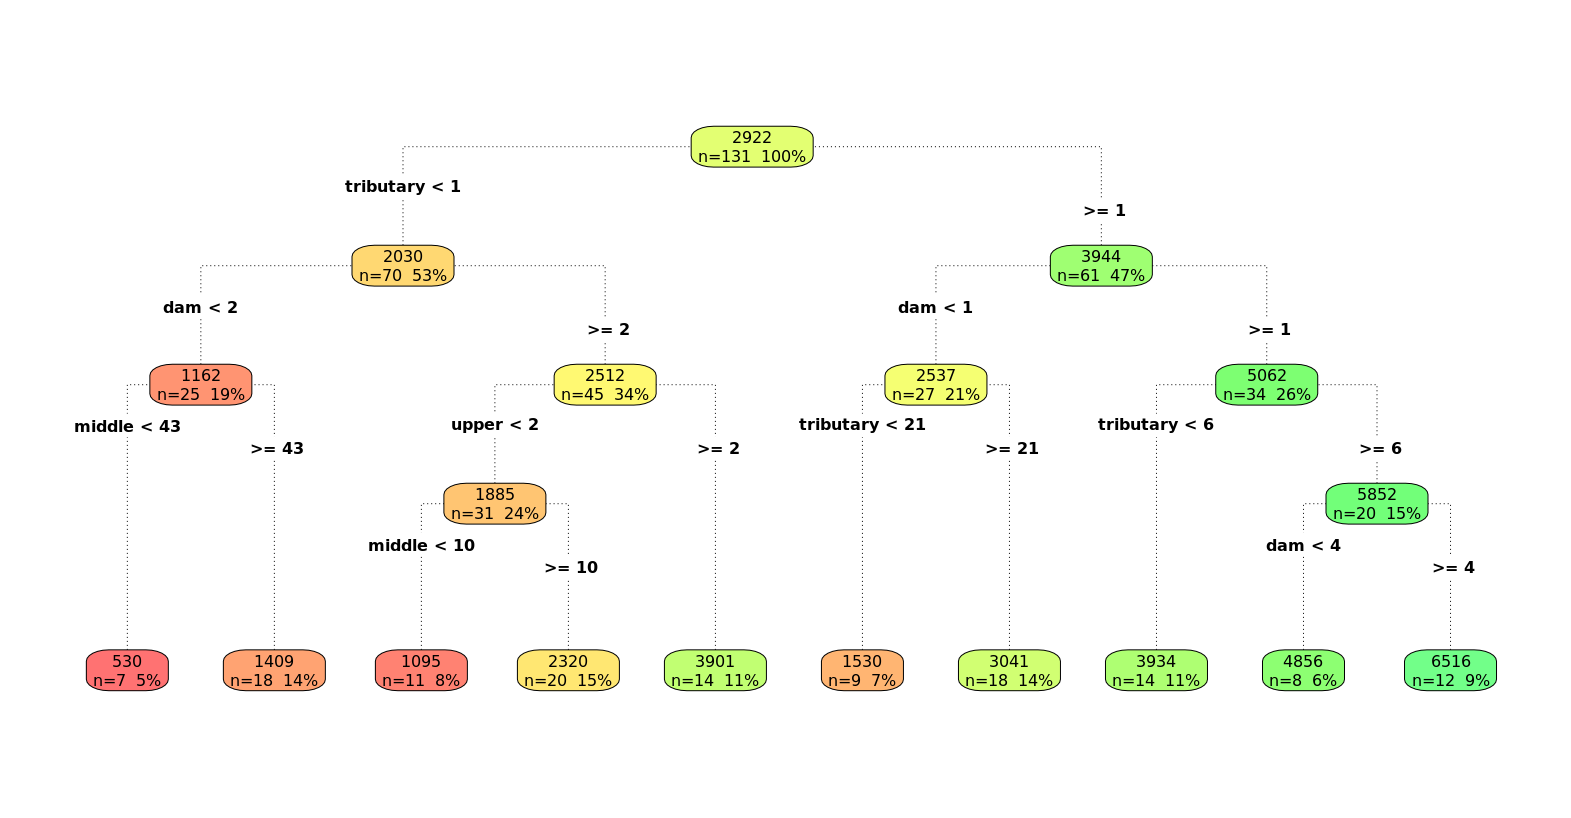 2922
n=131 100%
tributary < 1
>= 1
2030
n=70 53%
3944
n=61 47%
dam < 2
>= 2
dam < 1
>= 1
1162
n=25 19%
2512
n=45 34%
2537
n=27 21%
5062
n=34 26%
middle < 43
>= 43
upper < 2
>= 2
tributary < 21
>= 21
tributary < 6
>= 6
1885
n=31 24%
5852
n=20 15%
middle < 10
>= 10
dam < 4
>= 4
530
n=7 5%
1409
n=18 14%
1095
n=11 8%
2320
n=20 15%
3901
n=14 11%
1530
n=9 7%
3041
n=18 14%
3934
n=14 11%
4856
n=8 6%
6516
n=12 9%